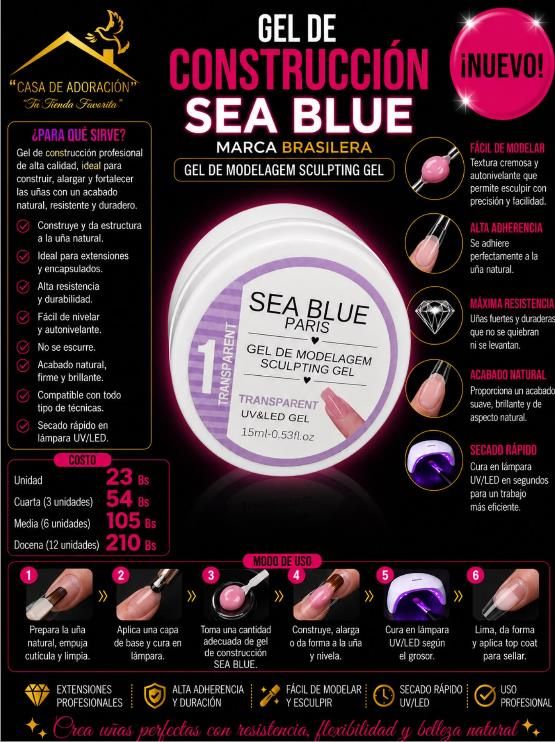 "CASA DE ADORACIÓN"
"Tu Tienda Favorita"
GEL DE
CONSTRUCCIÓN
SEA BLUE
MARCA BRASILERA
GEL DE MODELAGEM SCULPTING GEL
¡NUEVO!
¿PARA QUÉ SIRVE?
Gel de construcción profesional
de alta calidad, ideal para
construir, alargar y fortalecer
las uñas con un acabado
natural, resistente y duradero.
Construye y da estructura
a la uña natural.
Ideal para extensiones
y encapsulados.
Alta resistencia
y durabilidad.
Fácil de nivelar
y autonivelante.
No se escurre.
Acabado natural,
firme y brillante.
Compatible con todo
tipo de técnicas.
Secado rápido en
lámpara UV/LED.
SEA BLUE
PARIS
GEL DE MODELAGEM
SCULPTING GEL
1
TRANSPARENT
TRANSPARENT
UV&LED GEL
15ml-0.53fl.oz
FÁCIL DE MODELAR
Textura cremosa y
autonivelante que
permite esculpir con
precisión y facilidad.
ALTA ADHERENCIA
Se adhiere
perfectamente a la
uña natural.
MÁXIMA RESISTENCIA
Uñas fuertes y duraderas
que no se quiebran
ni se levantan.
ACABADO NATURAL
Proporciona un acabado
suave, brillante y de
aspecto natural.
SECADO RÁPIDO
Cura en lámpara
UV/LED en segundos
para un trabajo
más eficiente.
COSTO
Unidad 23 Bs
Cuarta (3 unidades) 54 Bs
Media (6 unidades) 105 Bs
Docena (12 unidades) 210 Bs
MODO DE USO
1
Prepara la uña
natural, empuja
cutícula y limpia.
2
Aplica una capa
de base y cura en
lámpara.
3
Toma una cantidad
adecuada de gel
de construcción
SEA BLUE.
4
Construye, alarga
o da forma a la uña
y nivela.
5
Cura en lámpara
UV/LED según
el grosor.
6
Lima, da forma
y aplica top coat
para sellar.
EXTENSIONES
PROFESIONALES
ALTA ADHERENCIA
Y DURACIÓN
FÁCIL DE MODELAR
Y ESCULPIR
SECADO RÁPIDO
UV/LED
USO
PROFESIONAL
Crea uñas perfectas con resistencia, flexibilidad y belleza natural